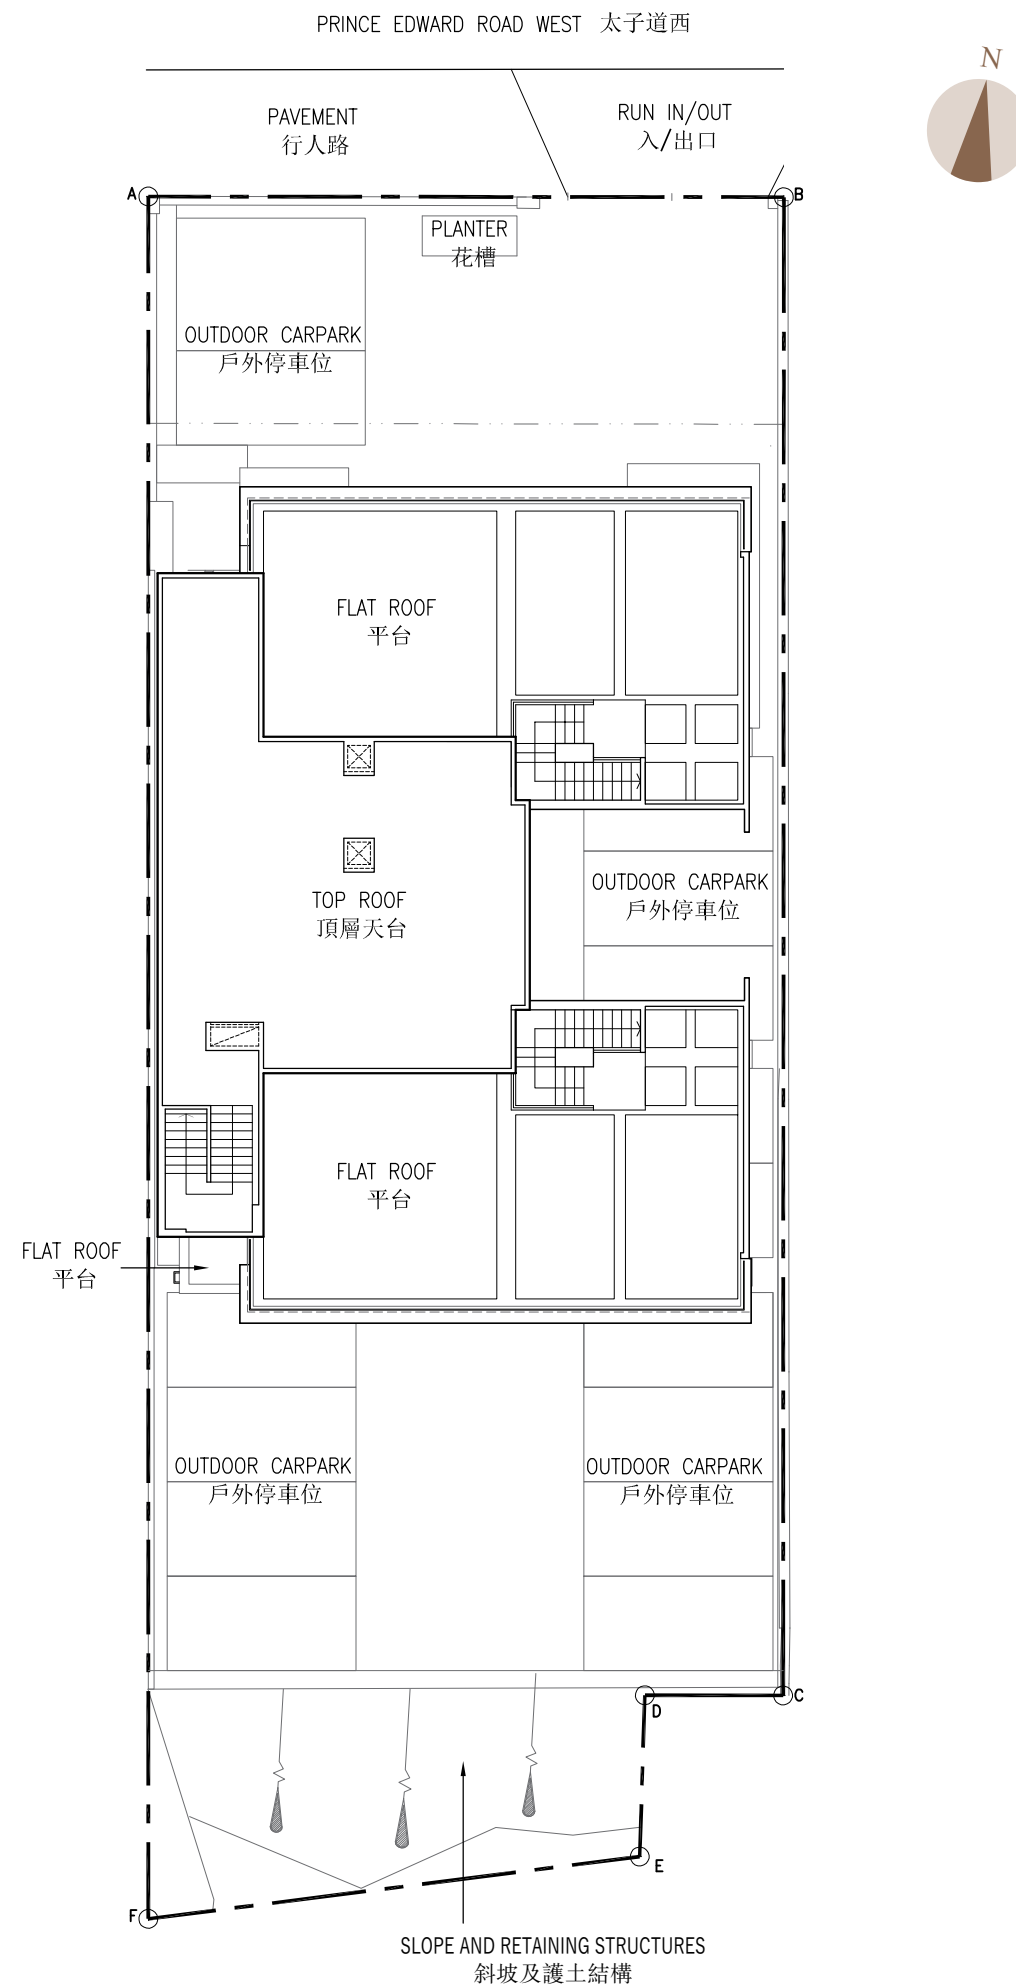 PRINCE EDWARD ROAD WEST 太子道西
N
PAVEMENT
行人路
RUN IN/OUT
入/出口
A
B
PLANTER
花槽
OUTDOOR CARPARK
戶外停車位
FLAT ROOF
平台
OUTDOOR CARPARK
戶外停車位
TOP ROOF
頂層天台
FLAT ROOF
平台
FLAT ROOF
平台
OUTDOOR CARPARK
戶外停車位
OUTDOOR CARPARK
戶外停車位
C
D
E
F
SLOPE AND RETAINING STRUCTURES
斜坡及護土結構